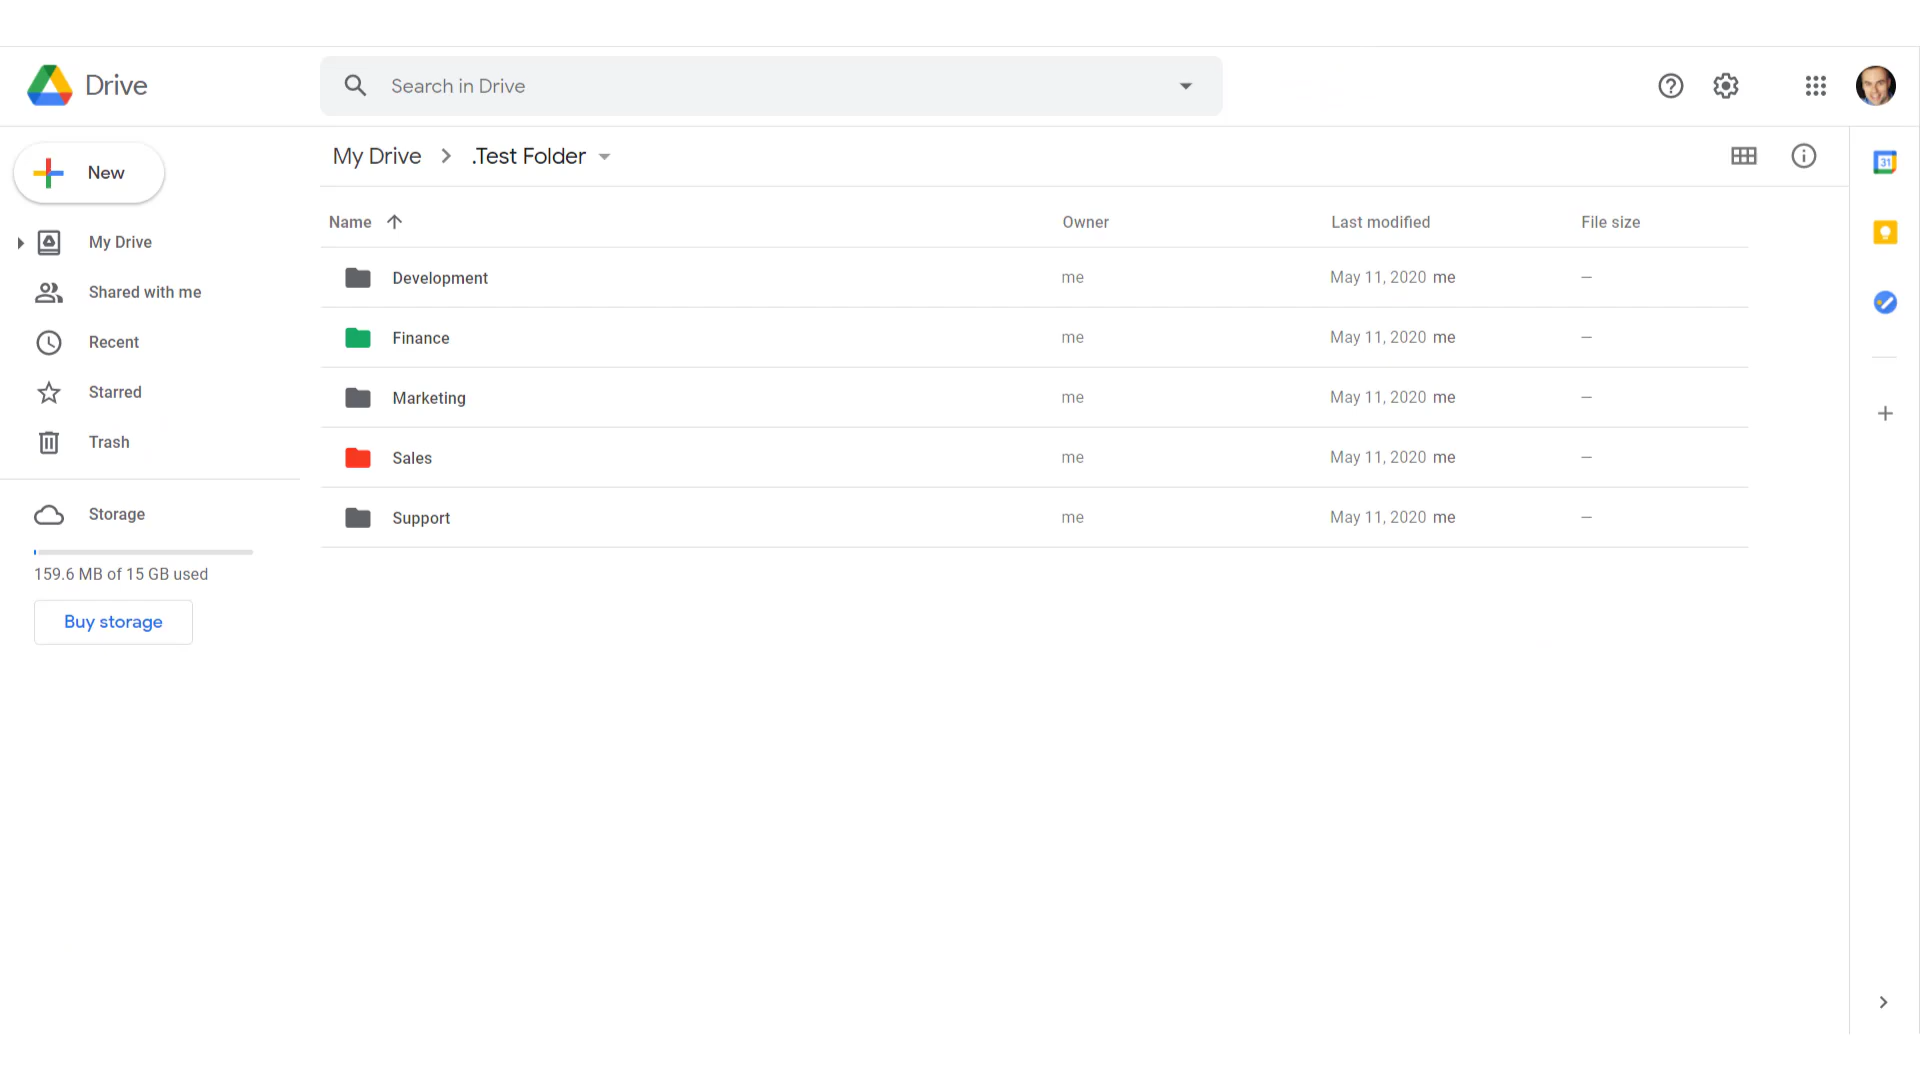 Drive
Search in Drive
New
My Drive
Shared with me
Recent
Starred
Trash
Storage
159.6 MB of 15 GB used
Buy storage
My Drive > .Test Folder
Name Owner Last modified File size
Development me May 11, 2020 me —
Finance me May 11, 2020 me —
Marketing me May 11, 2020 me —
Sales me May 11, 2020 me —
Support me May 11, 2020 me —
31